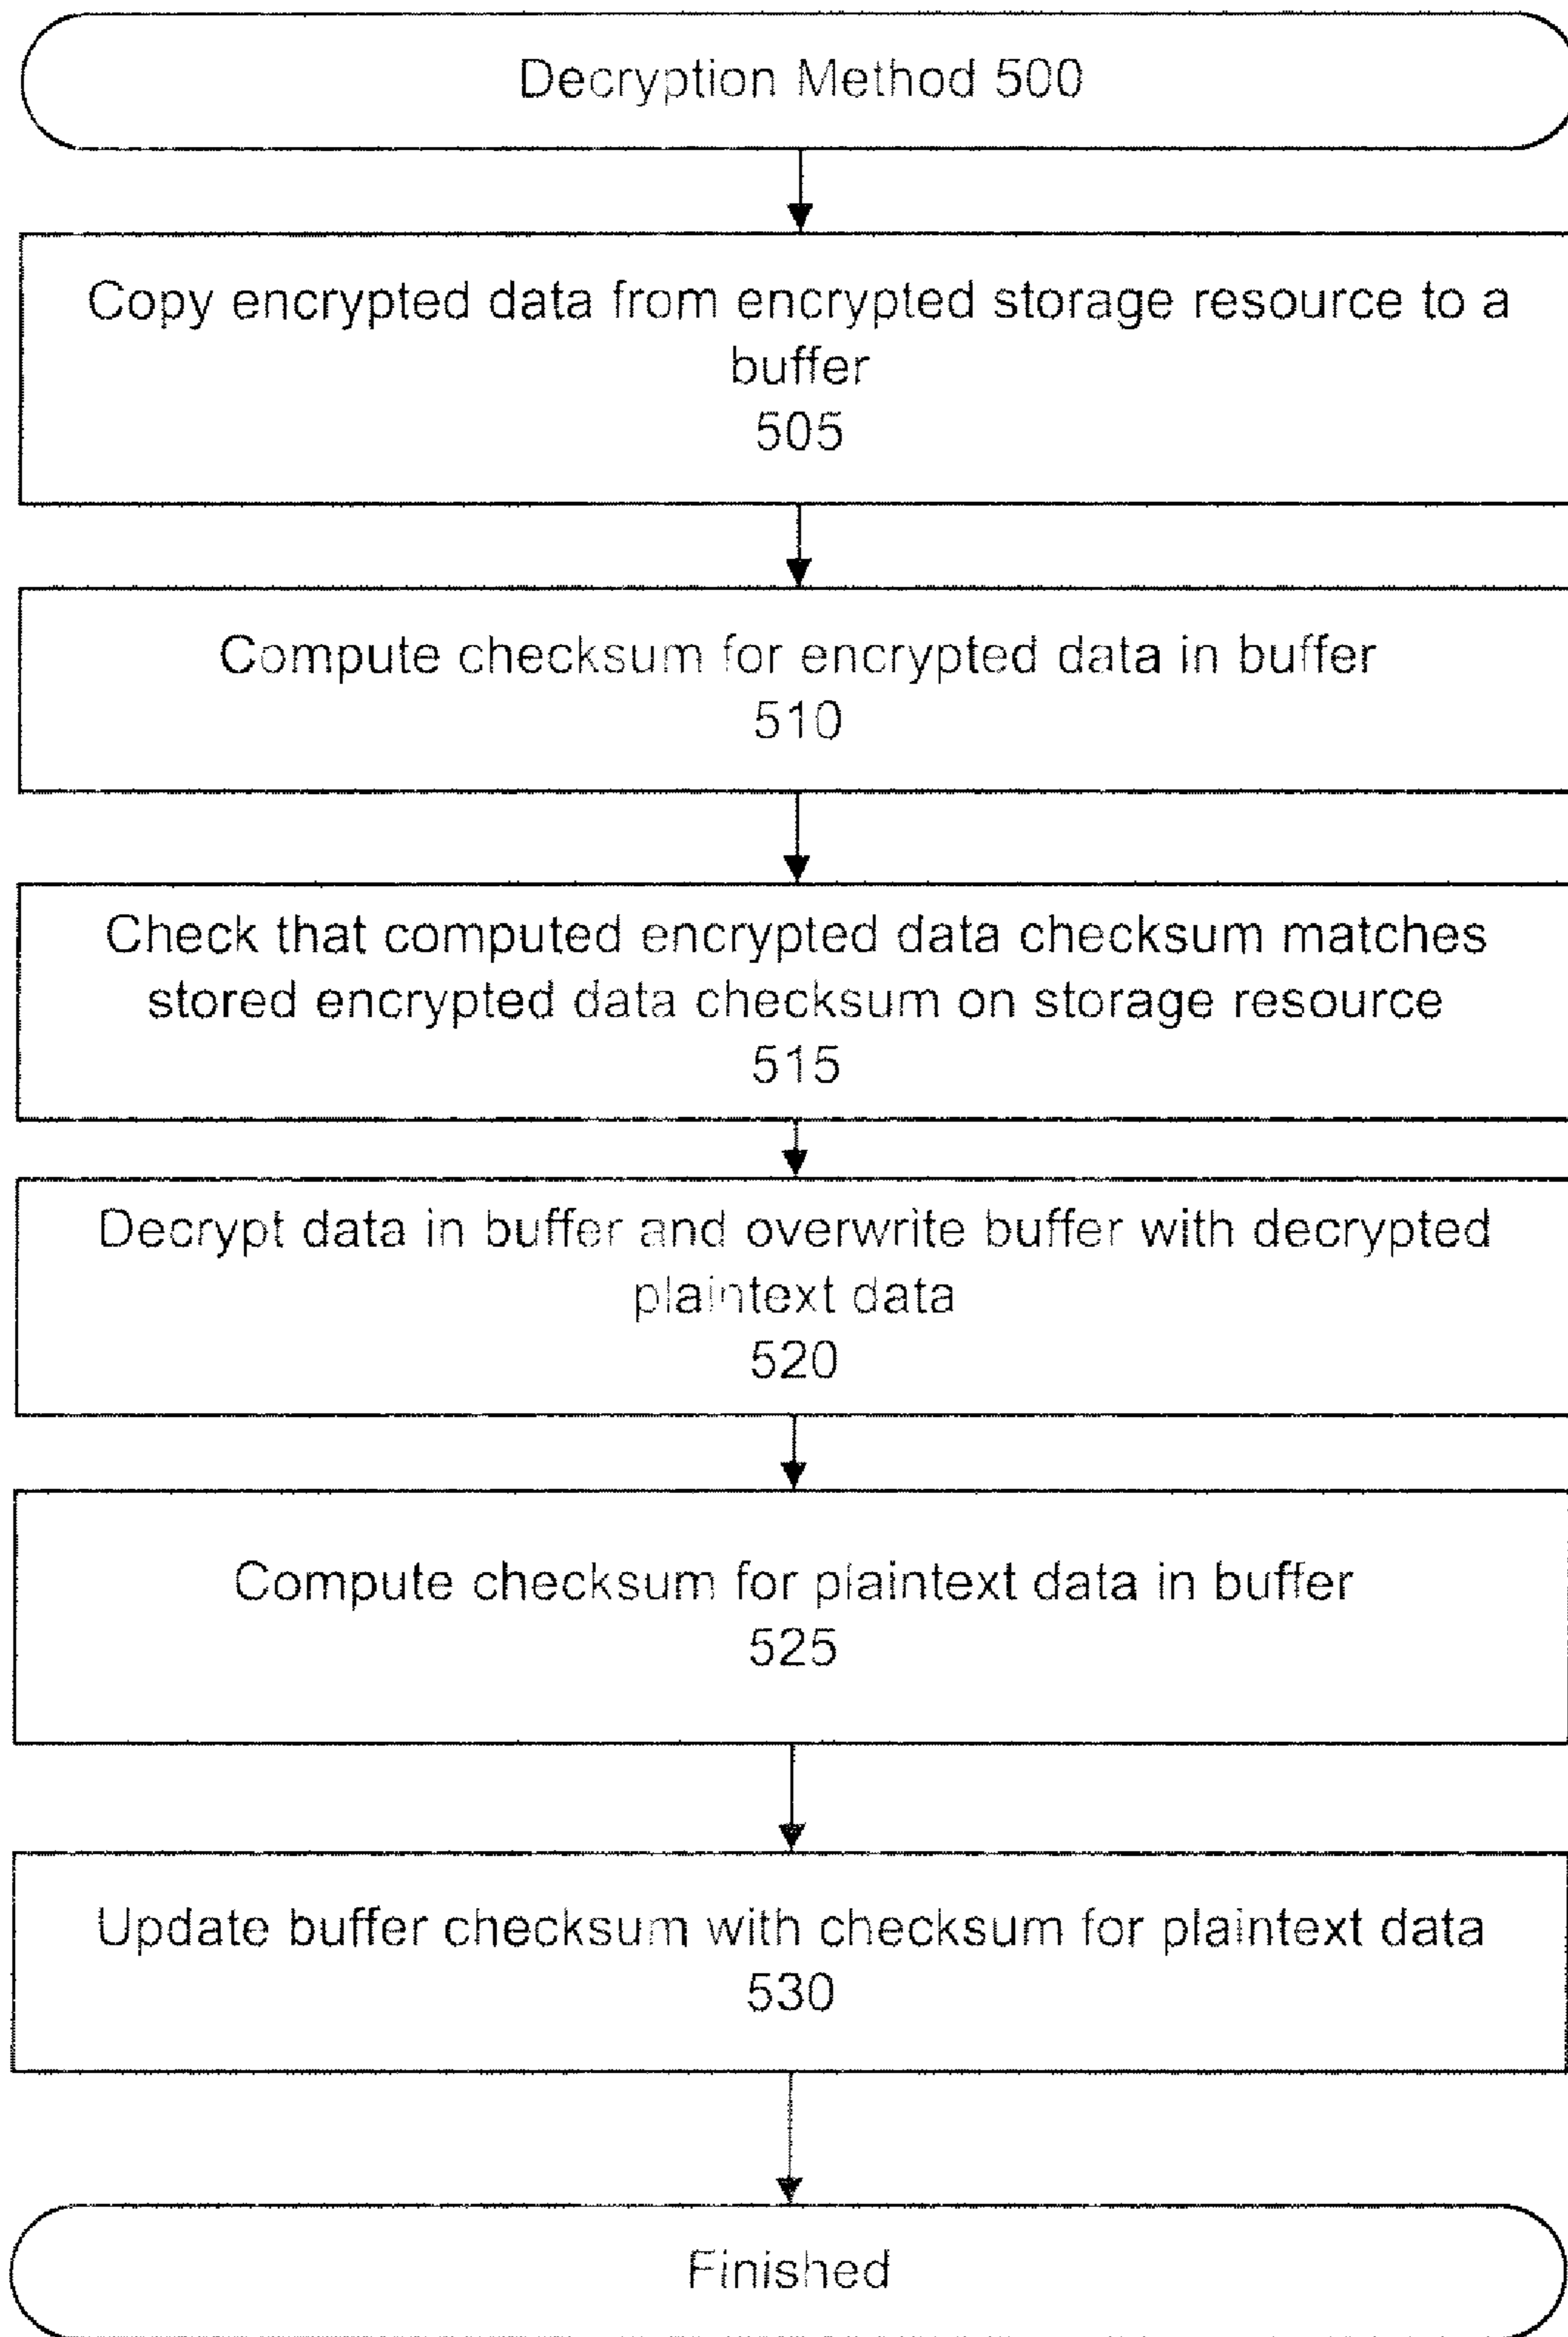 Decryption Method 500
Copy encrypted data from encrypted storage resource to a
buffer
505
Compute checksum for encrypted data in buffer
510
Check that computed encrypted data checksum matches
stored encrypted data checksum on storage resource
515
Decrypt data in buffer and overwrite buffer with decrypted
plaintext data
520
Compute checksum for plaintext data in buffer
525
Update buffer checksum with checksum for plaintext data
530
Finished